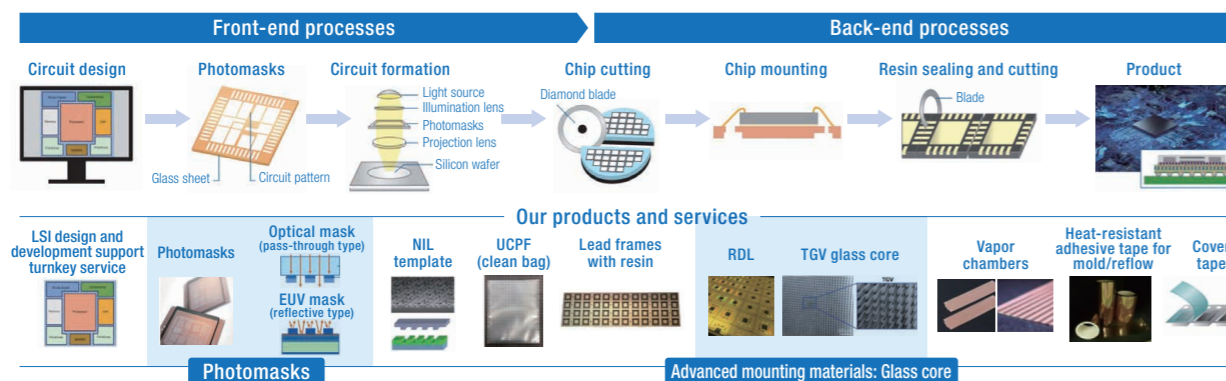 Front-end processes
Back-end processes
Circuit design
Photomasks
Circuit formation
Chip cutting
Chip mounting
Resin sealing and cutting
Product
Light source
Illumination lens
Photomasks
Projection lens
Silicon wafer
Glass sheet
Circuit pattern
Diamond blade
Blade
Our products and services
LSI design and
development support
turnkey service
Photomasks
Optical mask
(pass-through type)
EUV mask
(reflective type)
NIL
template
UCPF
(clean bag)
Lead frames
with resin
RDL
TGV glass core
TGV
Vapor
chambers
Heat-resistant
adhesive tape for
mold/reflow
Cover
tape
Photomasks
Advanced mounting materials: Glass core